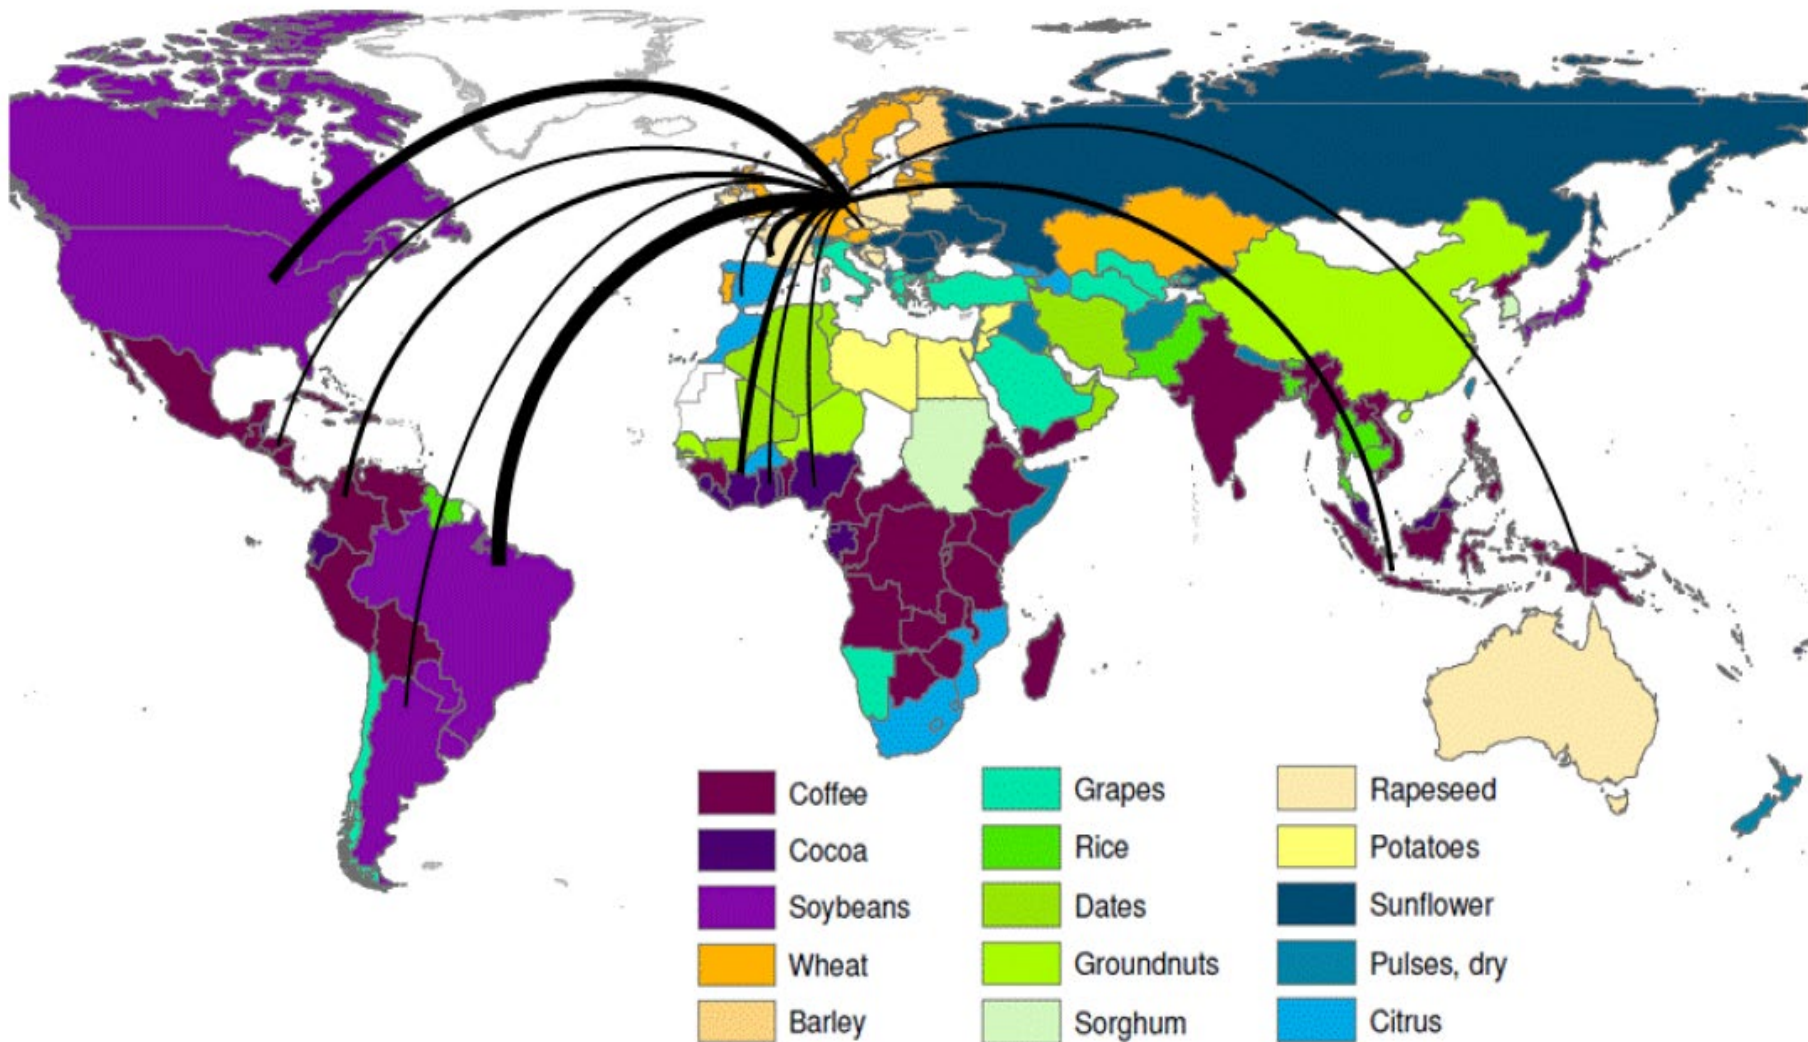 Coffee
Cocoa
Soybeans
Wheat
Barley
Grapes
Rice
Dates
Groundnuts
Sorghum
Rapeseed
Potatoes
Sunflower
Pulses, dry
Citrus